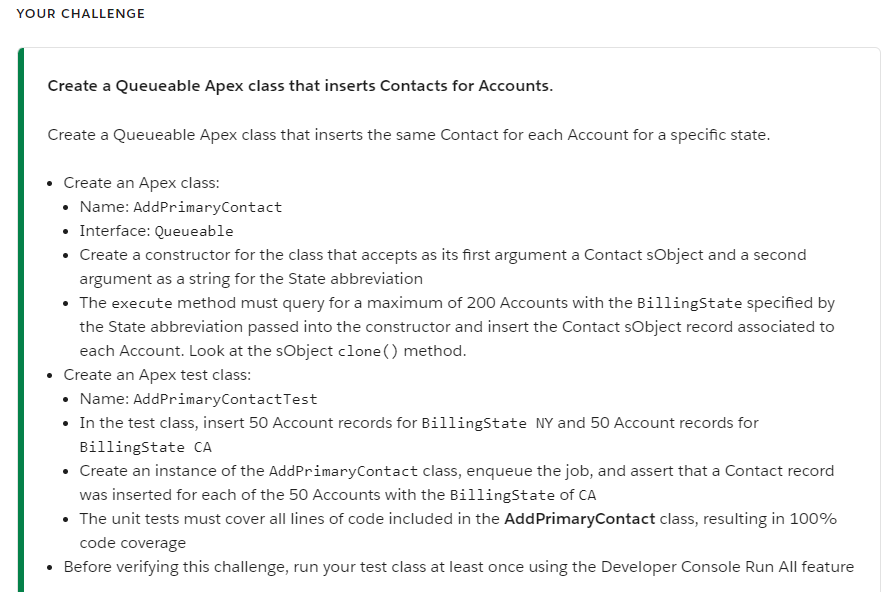 YOUR CHALLENGE
Create a Queueable Apex class that inserts Contacts for Accounts.
Create a Queueable Apex class that inserts the same Contact for each Account for a specific state.
• Create an Apex class:
• Name: AddPrimaryContact
• Interface: Queueable
• Create a constructor for the class that accepts as its first argument a Contact sObject and a second
argument as a string for the State abbreviation
• The execute method must query for a maximum of 200 Accounts with the BillingState specified by
the State abbreviation passed into the constructor and insert the Contact sObject record associated to
each Account. Look at the sObject clone() method.
• Create an Apex test class:
• Name: AddPrimaryContactTest
• In the test class, insert 50 Account records for BillingState NY and 50 Account records for
BillingState CA
• Create an instance of the AddPrimaryContact class, enqueue the job, and assert that a Contact record
was inserted for each of the 50 Accounts with the BillingState of CA
• The unit tests must cover all lines of code included in the AddPrimaryContact class, resulting in 100%
code coverage
• Before verifying this challenge, run your test class at least once using the Developer Console Run All feature